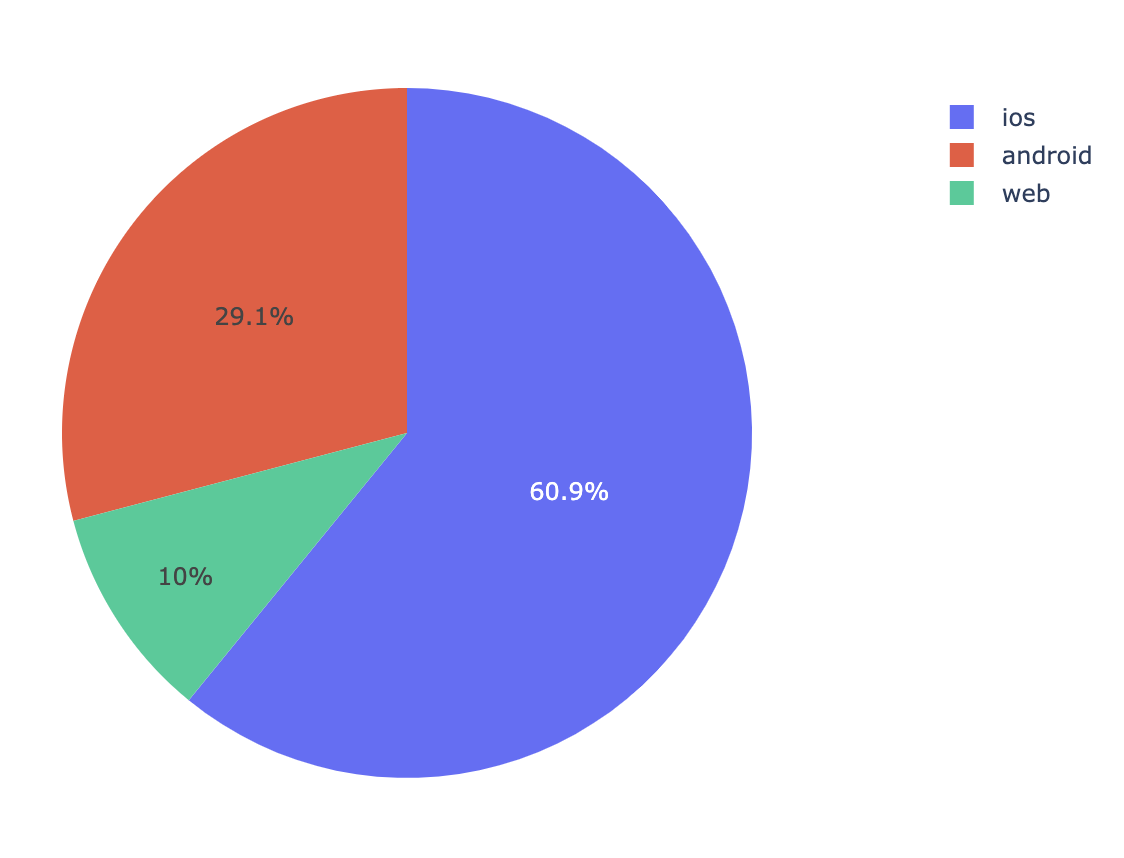 ios
android
web
29.1%
60.9%
10%